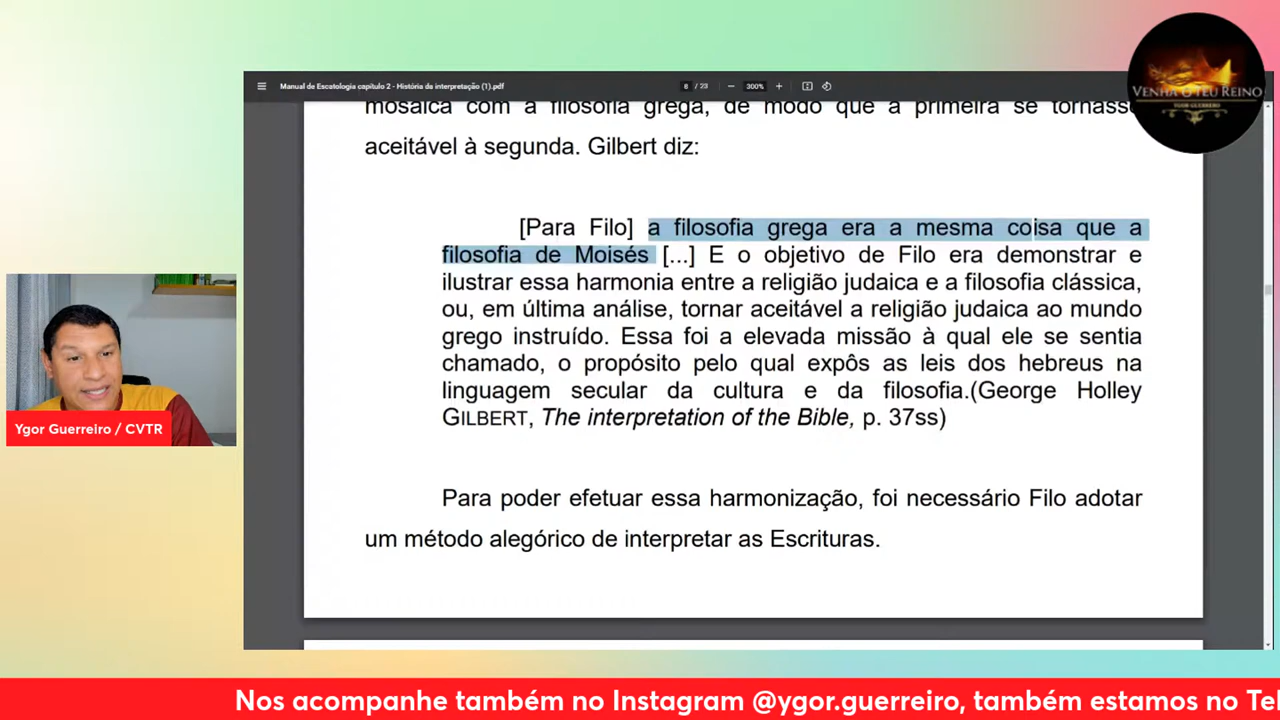 VENHA O TEU REINO
YGOR GUERREIRO
Manual de Escatologia capítulo 2 - História da interpretação (1).pdf
8 / 23
300%
mosaica com a filosofia grega, de modo que a primeira se tornasse
aceitável à segunda. Gilbert diz:
[Para Filo] a filosofia grega era a mesma coisa que a
filosofia de Moisés [...] E o objetivo de Filo era demonstrar e
ilustrar essa harmonia entre a religião judaica e a filosofia clássica,
ou, em última análise, tornar aceitável a religião judaica ao mundo
grego instruído. Essa foi a elevada missão à qual ele se sentia
chamado, o propósito pelo qual expôs as leis dos hebreus na
linguagem secular da cultura e da filosofia.(George Holley
GILBERT, The interpretation of the Bible, p. 37ss)
Para poder efetuar essa harmonização, foi necessário Filo adotar
um método alegórico de interpretar as Escrituras.
Ygor Guerreiro / CVTR
Nos acompanhe também no Instagram @ygor.guerreiro, também estamos no Tel